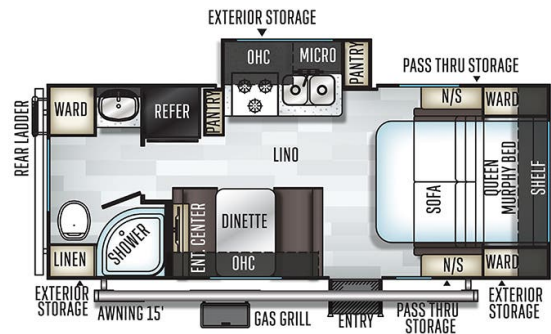 EXTERIOR STORAGE
OHC
MICRO
PANTRY
PASS THRU STORAGE
N/S
WARD
WARD
REFER
PANTRY
REAR LADDER
LINO
SOFA
QUEEN
MURPHY BED
SHELF
ENT. CENTER
DINETTE
SHOWER
LINEN
OHC
N/S
WARD
EXTERIOR
STORAGE
AWNING 15'
GAS GRILL
ENTRY
PASS THRU
STORAGE
EXTERIOR
STORAGE